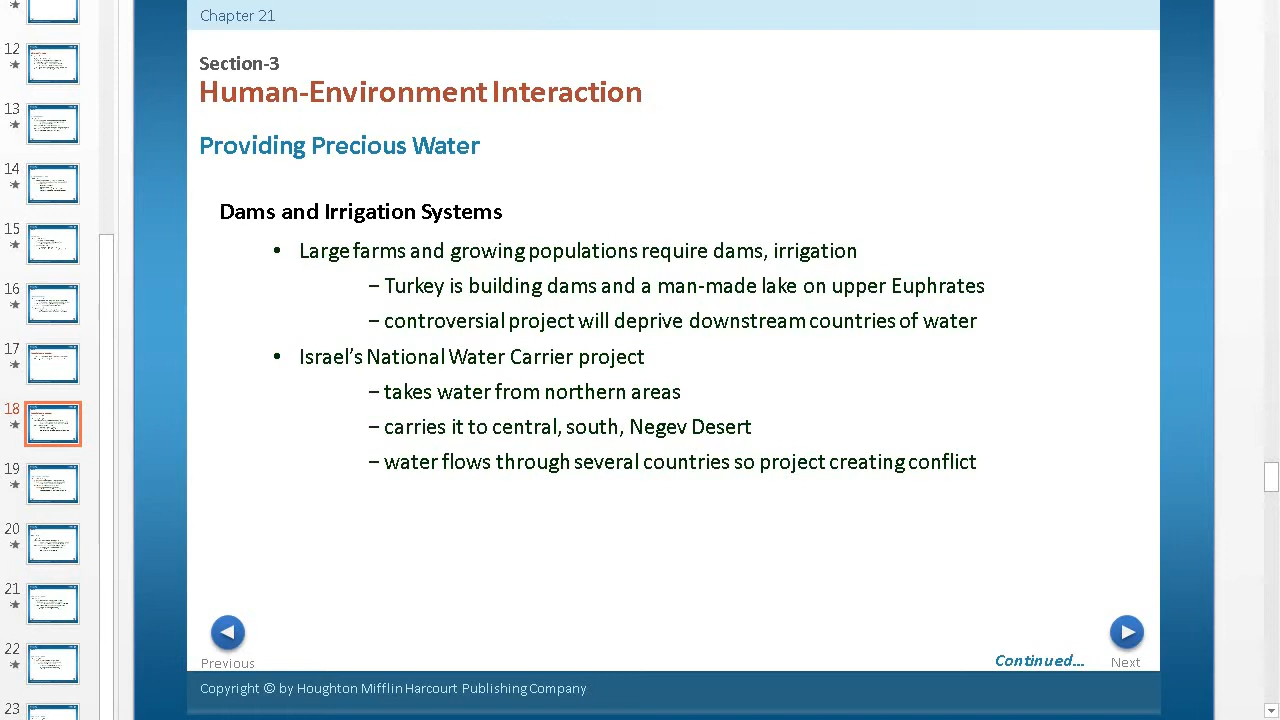 Chapter 21
Section-3
Human-Environment Interaction
Providing Precious Water
Dams and Irrigation Systems
• Large farms and growing populations require dams, irrigation
– Turkey is building dams and a man-made lake on upper Euphrates
– controversial project will deprive downstream countries of water
• Israel’s National Water Carrier project
– takes water from northern areas
– carries it to central, south, Negev Desert
– water flows through several countries so project creating conflict
Continued...
Previous
Next
Copyright © by Houghton Mifflin Harcourt Publishing Company
12
13
14
15
16
17
18
19
20
21
22
23